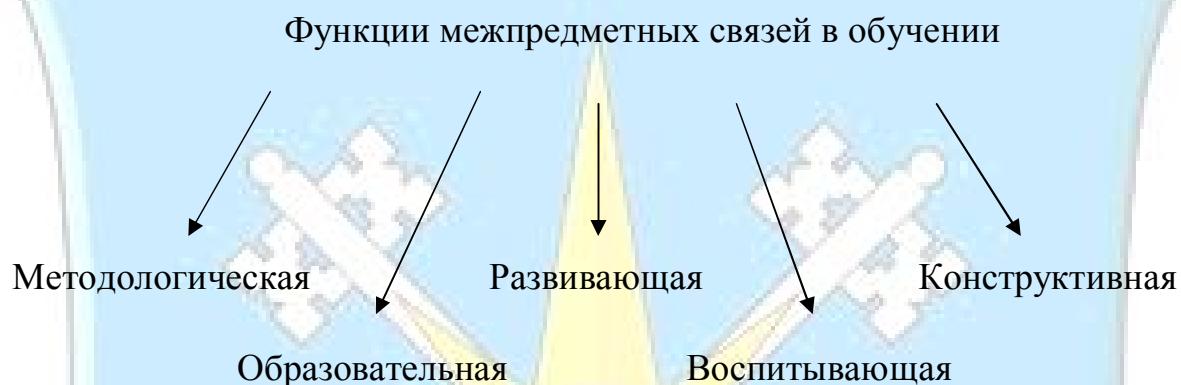 Функции межпредметных связей в обучении
Методологическая Развивающая Конструктивная
Образовательная Воспитывающая